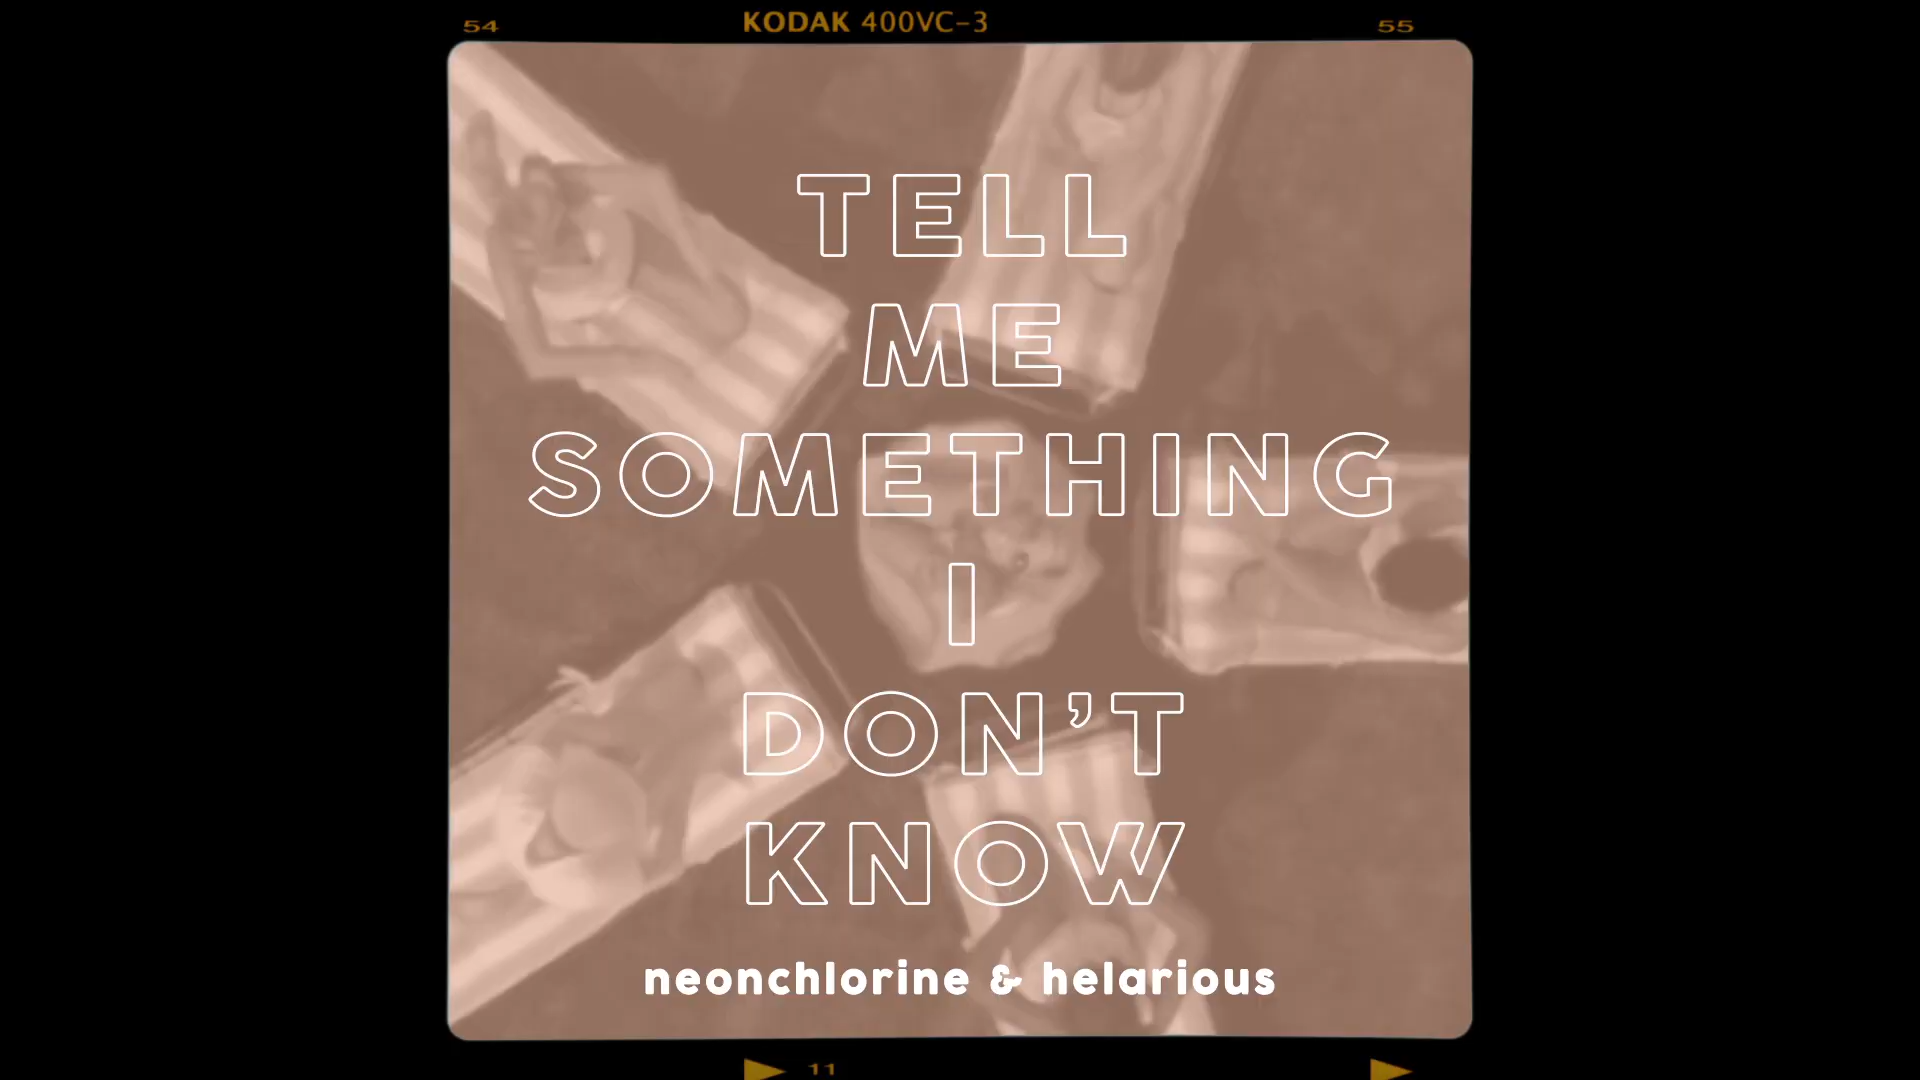 54 KODAK 400VC-3 55
TELL
ME
SOMETHING
I
DON'T
KNOW
neonchlorine & helarious
11